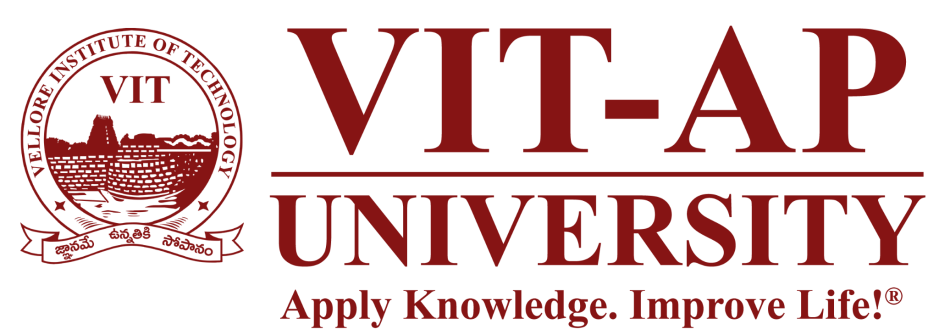 VELLORE INSTITUTE OF TECHNOLOGY
VIT
జ్ఞానమే ఉన్నతికి సోపానం
VIT-AP
UNIVERSITY
Apply Knowledge. Improve Life!®